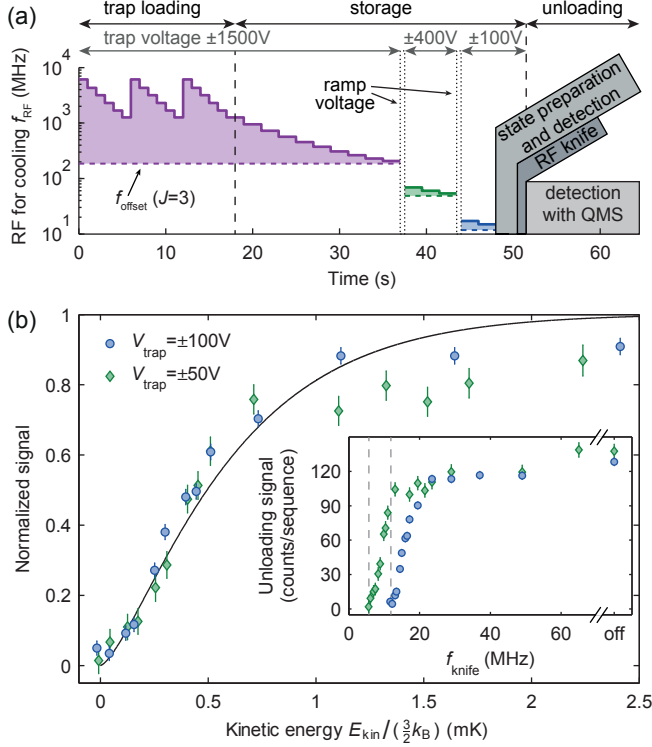 (a)
trap loading
storage
unloading
trap voltage ±1500V
±400V
±100V
RF for cooling f_RF (MHz)
10^4
10^3
10^2
10^1
ramp
voltage
f_offset (J=3)
state preparation
and detection
RF knife
detection
with QMS
0 10 20 30 40 50 60
Time (s)
(b)
Normalized signal
1
0.8
0.6
0.4
0.2
0
V_trap=±100V
V_trap=±50V
Unloading signal
(counts/sequence)
120
90
60
30
0
0 20 40 60 off
f_knife (MHz)
0 0.5 1 1.5 2 2.5
Kinetic energy E_kin/(3/2 k_B) (mK)